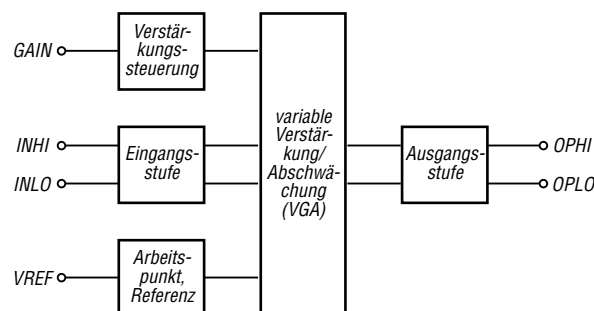 GAIN
Verstär-
kungs-
steuerung
INHI
INLO
Eingangs-
stufe
VREF
Arbeits-
punkt,
Referenz
variable
Verstär-
kung/
Abschwä-
chung
(VGA)
Ausgangs-
stufe
OPHI
OPLO